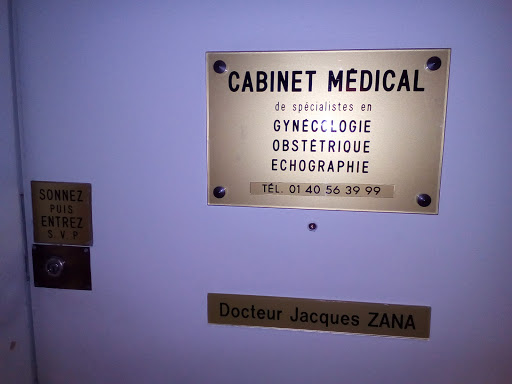 CABINET MÉDICAL
de spécialistes en
GYNÉCOLOGIE
OBSTÉTRIQUE
ECHOGRAPHIE
TÉL. 01 40 56 39 99
SONNEZ
PUIS
ENTREZ
S.V.P
Docteur Jacques ZANA